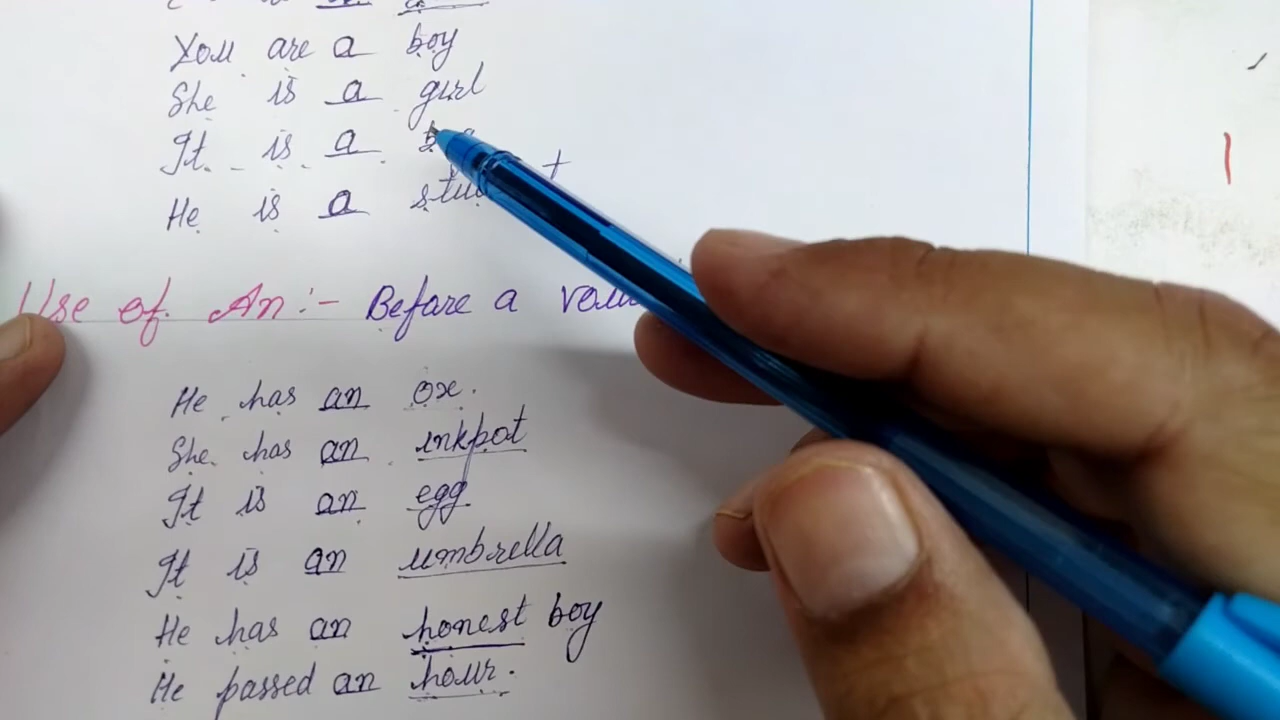 You are a boy
She is a girl
It is a
He is a
Use of An :- Before a
He has an ox.
She has an inkpot
It is an egg
It is an umbrella
He has an honest boy
He passed an hour.